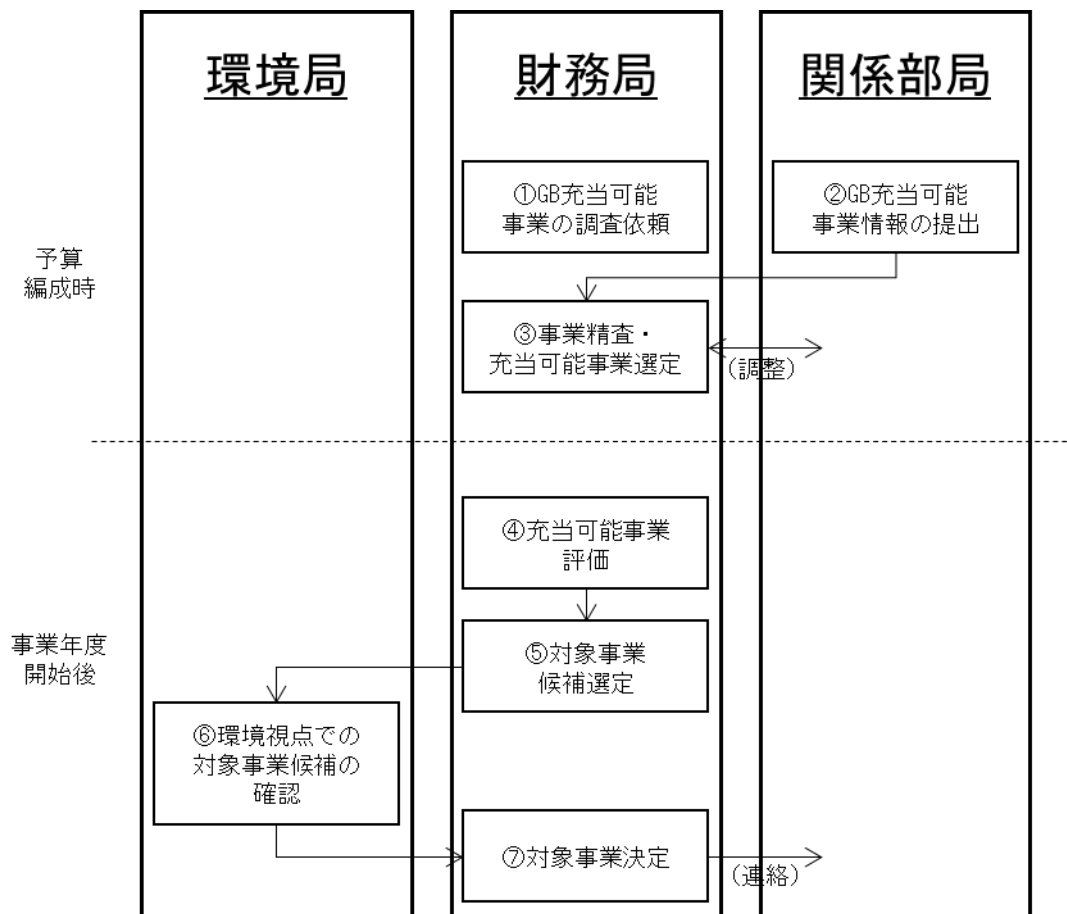 環境局
財務局
関係部局
予算
編成時
①GB充当可能
事業の調査依頼
②GB充当可能
事業情報の提出
③事業精査・
充当可能事業選定
(調整)
事業年度
開始後
④充当可能事業
評価
⑤対象事業
候補選定
⑥環境視点での
対象事業候補の
確認
⑦対象事業決定
(連絡)